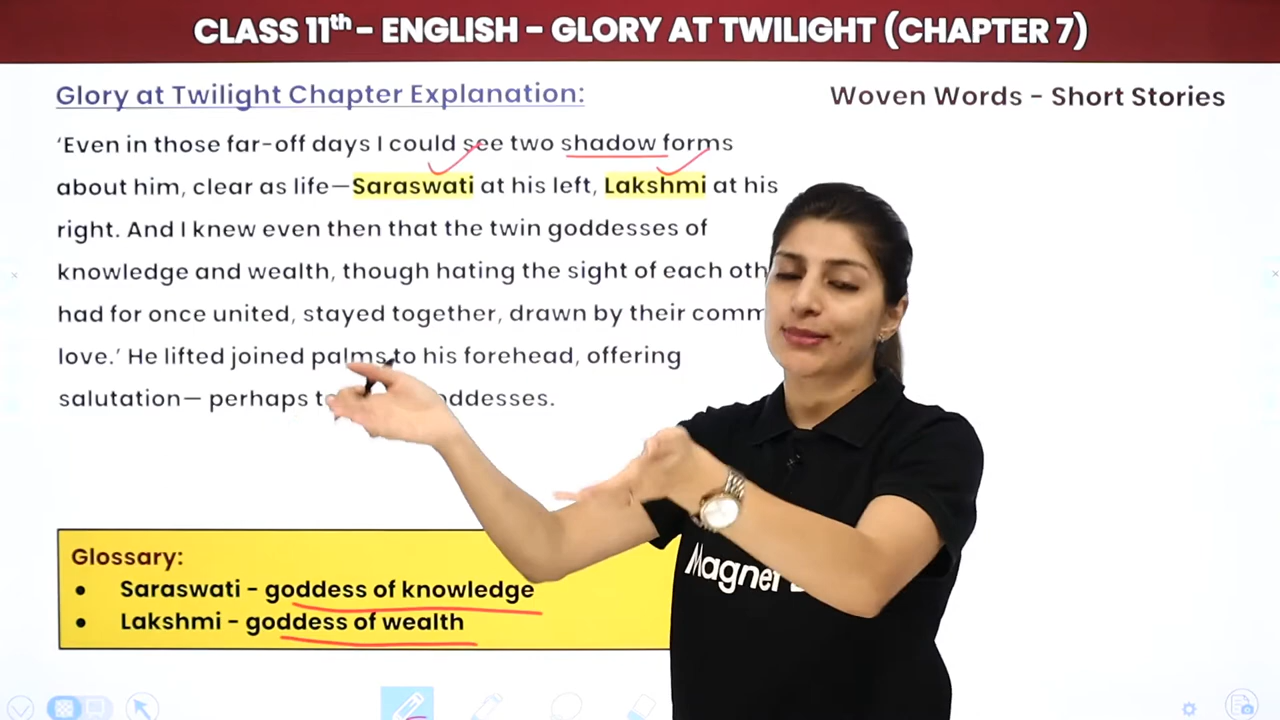 CLASS 11th - ENGLISH - GLORY AT TWILIGHT (CHAPTER 7)
Glory at Twilight Chapter Explanation:
Woven Words - Short Stories
‘Even in those far-off days I could see two shadow forms
about him, clear as life—Saraswati at his left, Lakshmi at his
right. And I knew even then that the twin goddesses of
knowledge and wealth, though hating the sight of each
had for once united, stayed together, drawn by their
love.’ He lifted joined palms to his forehead, offering
salutation— perhaps
Glossary:
• Saraswati - goddess of knowledge
• Lakshmi - goddess of wealth
Magnet